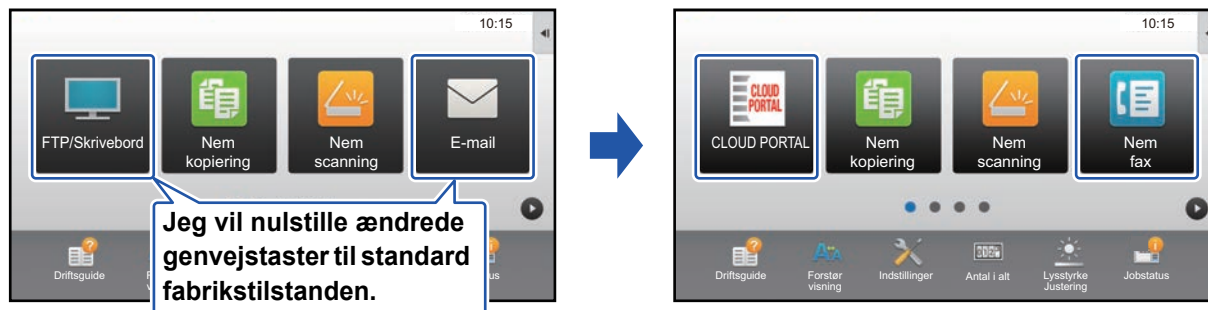 10:15
FTP/Skrivebord
Nem
kopiering
Nem
scanning
E-mail
Jeg vil nulstille ændrede
genvejstaster til standard
fabrikstilstanden.
Driftsguide
10:15
CLOUD
PORTAL
CLOUD PORTAL
Nem
kopiering
Nem
scanning
Nem
fax
Driftsguide
Forstør
visning
Indstillinger
Antal i alt
Lysstyrke
Justering
Jobstatus